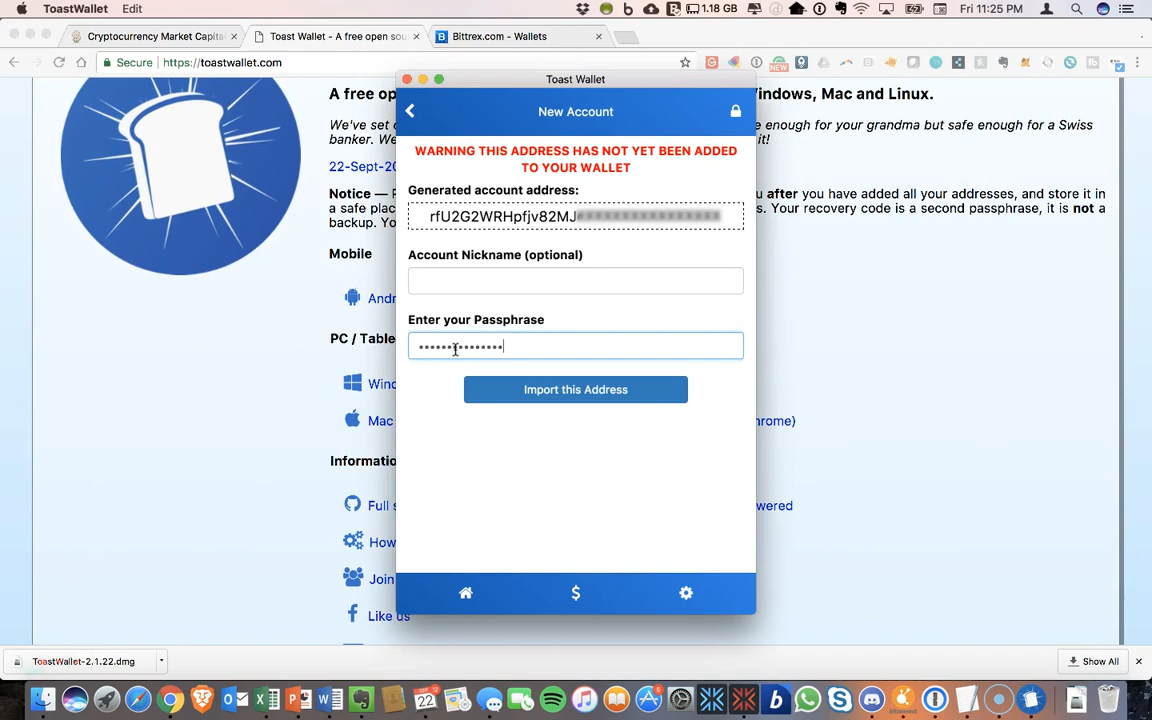 ToastWallet Edit 1.18 GB Fri 11:25 PM
Cryptocurrency Market Capital
Toast Wallet - A free open sou
Bittrex.com - Wallets
Secure https://toastwallet.com
NEW
Toast Wallet
New Account
WARNING THIS ADDRESS HAS NOT YET BEEN ADDED
TO YOUR WALLET
Generated account address:
rfU2G2WRHpfjv82MJ
Account Nickname (optional)
Enter your Passphrase
Import this Address
A free op
Windows, Mac and Linux.
We've set
e enough for your grandma but safe enough for a Swiss
banker. We
it!
22-Sept-20
Notice —
u after you have added all your addresses, and store it in
a safe plac
s. Your recovery code is a second passphrase, it is not a
backup. Yo
Mobile
Andr
PC / Table
Wind
Mac
hrome)
Information
Full s
owered
How
Join
Like us
ToastWallet-2.1.22.dmg
Show All